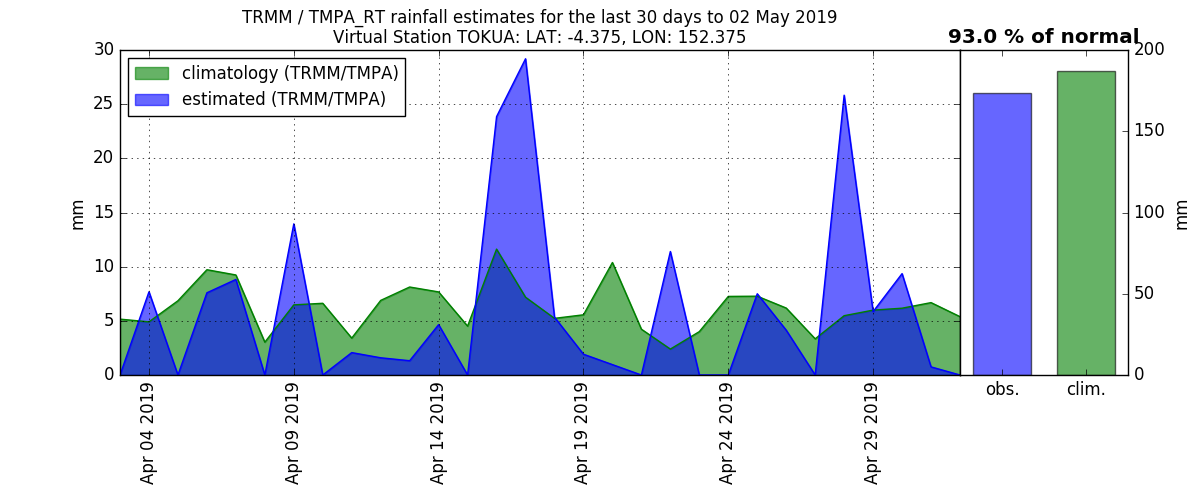 TRMM / TMPA_RT rainfall estimates for the last 30 days to 02 May 2019
Virtual Station TOKUA: LAT: -4.375, LON: 152.375
93.0 % of normal
climatology (TRMM/TMPA)
estimated (TRMM/TMPA)
30
25
20
15
10
5
0
mm
Apr 04 2019
Apr 09 2019
Apr 14 2019
Apr 19 2019
Apr 24 2019
Apr 29 2019
obs.
clim.
200
150
100
50
0
mm